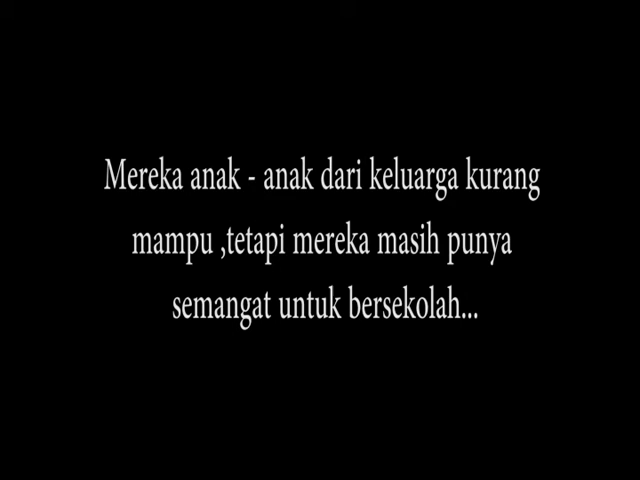 Mereka anak - anak dari keluarga kurang
mampu ,tetapi mereka masih punya
semangat untuk bersekolah...